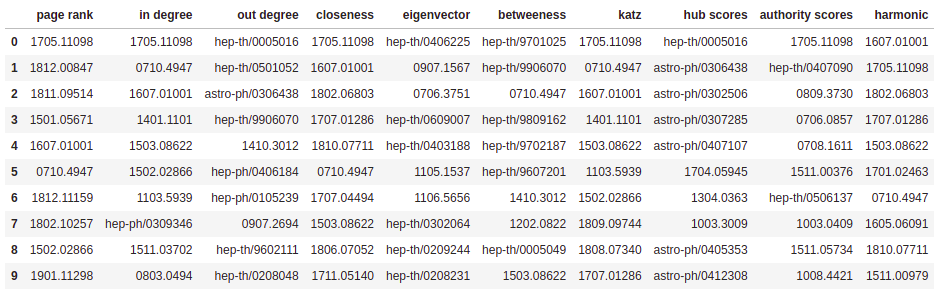 page rank in degree out degree closeness eigenvector betweeness katz hub scores authority scores harmonic
0 1705.11098 1705.11098 hep-th/0005016 1705.11098 hep-th/0406225 hep-th/9701025 1705.11098 hep-th/0005016 1705.11098 1607.01001
1 1812.00847 0710.4947 hep-th/0501052 1607.01001 0907.1567 hep-th/9906070 0710.4947 astro-ph/0306438 hep-th/0407090 1705.11098
2 1811.09514 1607.01001 astro-ph/0306438 1802.06803 0706.3751 0710.4947 1607.01001 astro-ph/0302506 0809.3730 1802.06803
3 1501.05671 1401.1101 hep-th/9906070 1707.01286 hep-th/0609007 hep-th/9809162 1401.1101 astro-ph/0307285 0706.0857 1707.01286
4 1607.01001 1503.08622 1410.3012 1810.07711 hep-th/0403188 hep-th/9702187 1503.08622 astro-ph/0407107 0708.1611 1503.08622
5 0710.4947 1502.02866 hep-ph/0406184 0710.4947 1105.1537 hep-th/9607201 1103.5939 1704.05945 1511.00376 1701.02463
6 1812.11159 1103.5939 hep-ph/0105239 1707.04494 1106.5656 1410.3012 1502.02866 1304.0363 hep-th/0506137 0710.4947
7 1802.10257 hep-ph/0309346 0907.2694 1503.08622 hep-th/0302064 1202.0822 1809.09744 1003.3009 1003.0409 1605.06091
8 1502.02866 1511.03702 hep-th/9602111 1806.07052 hep-th/0209244 hep-th/0005049 1808.07340 astro-ph/0405353 1511.05734 1810.07711
9 1901.11298 0803.0494 hep-th/0208048 1711.05140 hep-th/0208231 1503.08622 1707.01286 astro-ph/0412308 1008.4421 1511.00979